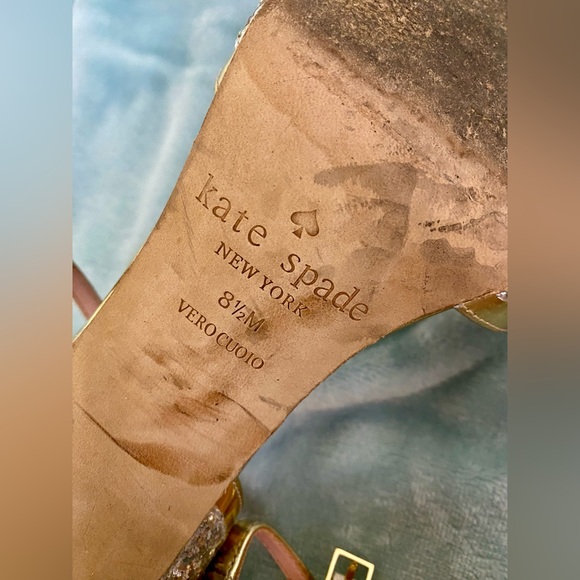 kate spade
NEW YORK
8½M
VERO CUOIO